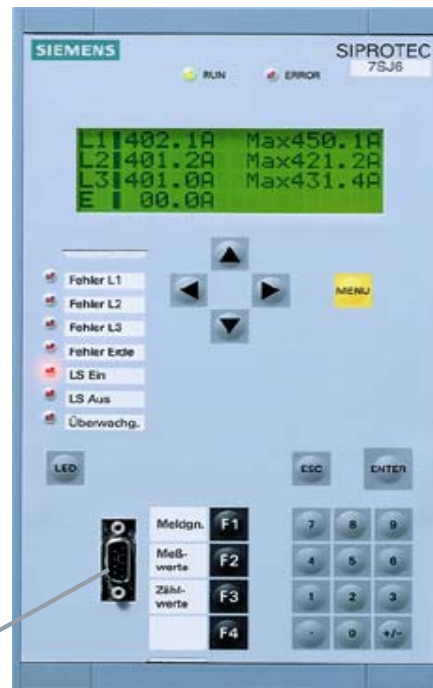 SIEMENS
SIPROTEC
7SJ6
RUN
ERROR
L1 402.1A Max450.1A
L2 401.2A Max421.2A
L3 401.0A Max431.4A
E 00.0A
Fehler L1
Fehler L2
Fehler L3
Fehler Erde
LS Ein
LS Aus
Überwachg.
MENU
LED
ESC
ENTER
Meldgn. F1
Meß-
werte F2
Zähl-
werte F3
F4
7 8 9
4 5 6
1 2 3
. 0 +/-